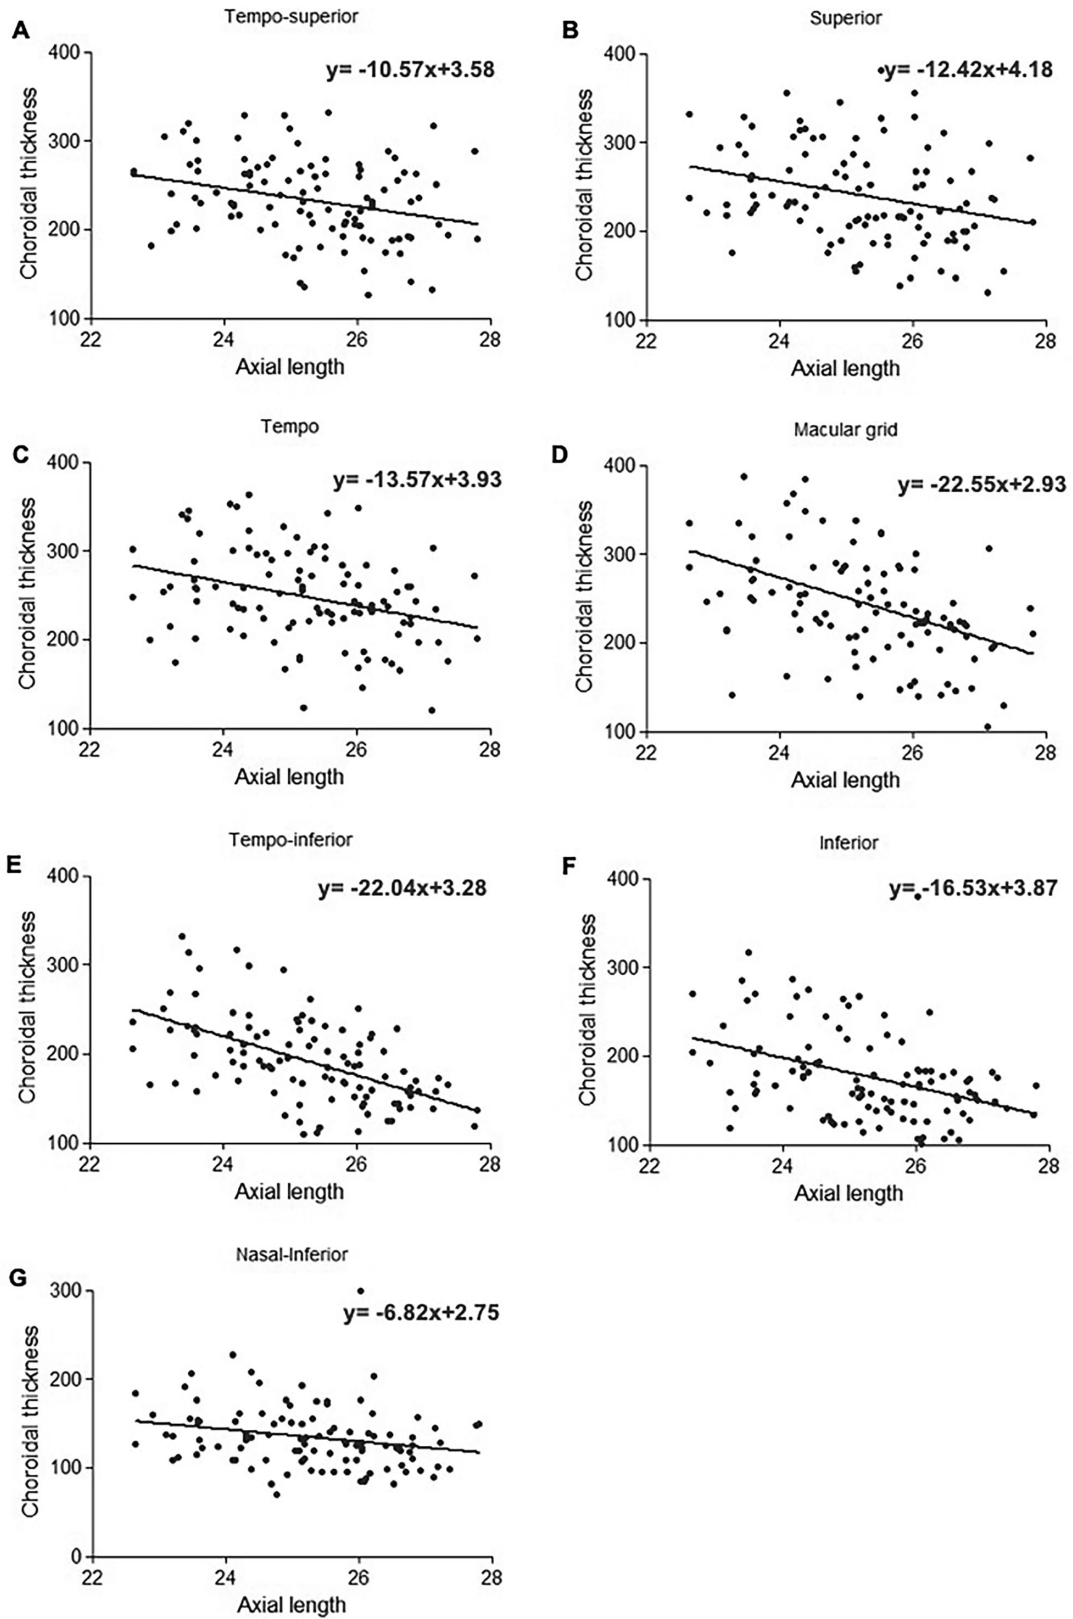 A
Tempo-superior
y= -10.57x+3.58
Choroidal thickness
400
300
200
100
22 24 26 28
Axial length
B
Superior
y= -12.42x+4.18
Choroidal thickness
400
300
200
100
22 24 26 28
Axial length
C
Tempo
y= -13.57x+3.93
Choroidal thickness
400
300
200
100
22 24 26 28
Axial length
D
Macular grid
y= -22.55x+2.93
Choroidal thickness
400
300
200
100
22 24 26 28
Axial length
E
Tempo-inferior
y= -22.04x+3.28
Choroidal thickness
400
300
200
100
22 24 26 28
Axial length
F
Inferior
y= -16.53x+3.87
Choroidal thickness
400
300
200
100
22 24 26 28
Axial length
G
Nasal-Inferior
y= -6.82x+2.75
Choroidal thickness
300
200
100
0
22 24 26 28
Axial length